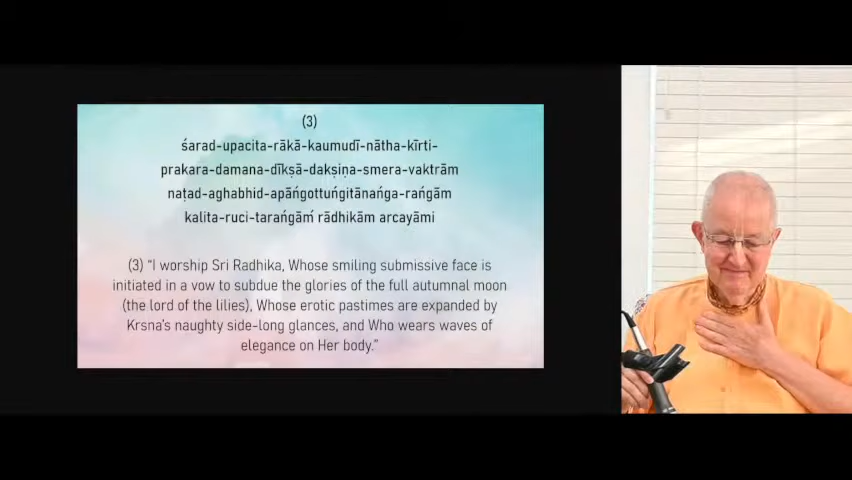 (3)
śarad-upacita-rākā-kaumudī-nātha-kīrti-
prakara-damana-dīkṣā-dakṣiṇa-smera-vaktrām
naṭad-aghabhid-apāńgottuńgitānańga-rańgām
kalita-ruci-tarańgāḿ rādhikām arcayāmi
(3) “I worship Sri Radhika, Whose smiling submissive face is
initiated in a vow to subdue the glories of the full autumnal moon
(the lord of the lilies), Whose erotic pastimes are expanded by
Krsna’s naughty side-long glances, and Who wears waves of
elegance on Her body.”